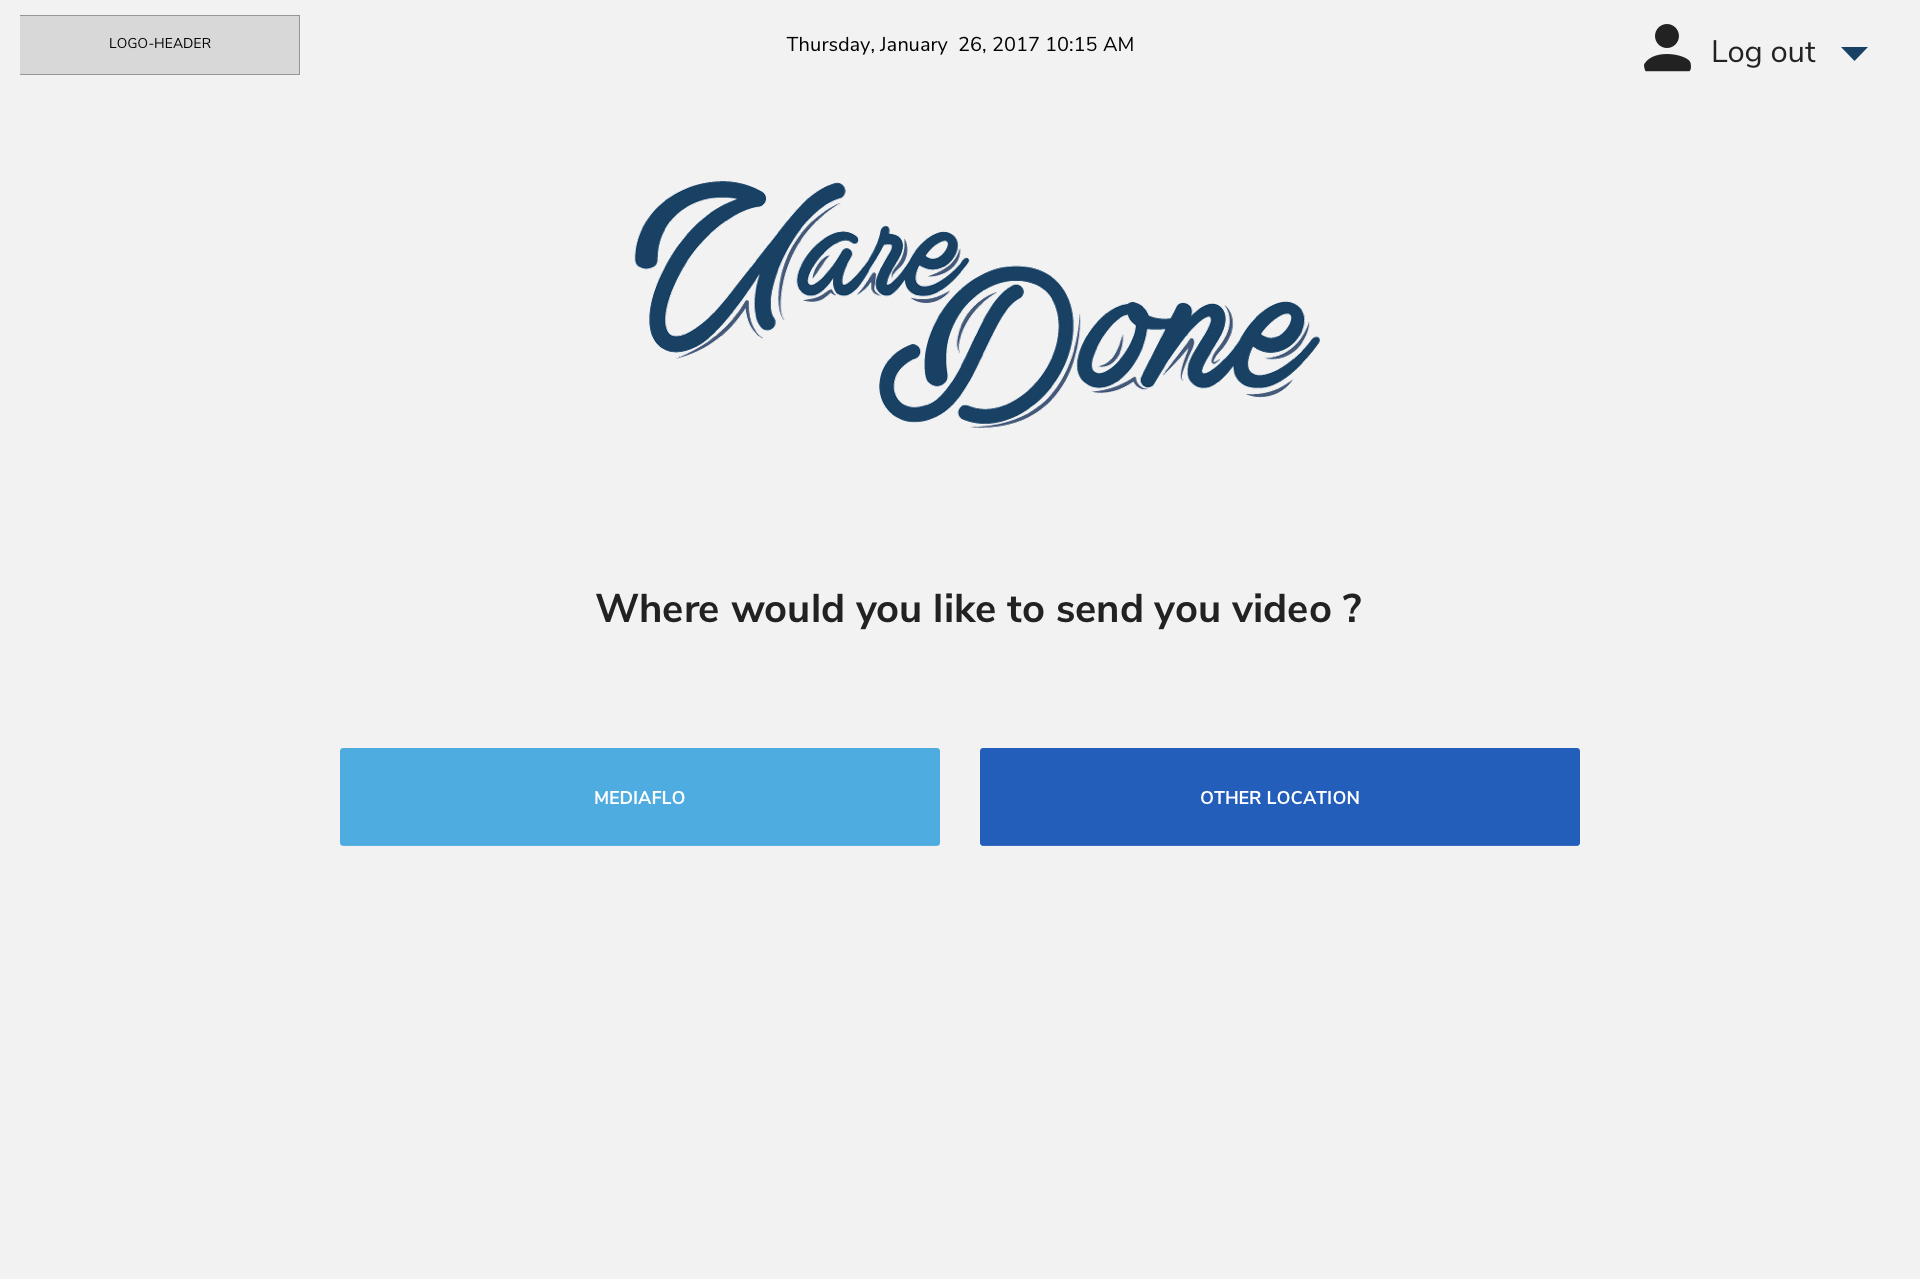 LOGO-HEADER
Thursday, January  26, 2017 10:15 AM
Log out
Uare
Done
Where would you like to send you video ?
MEDIAFLO
OTHER LOCATION